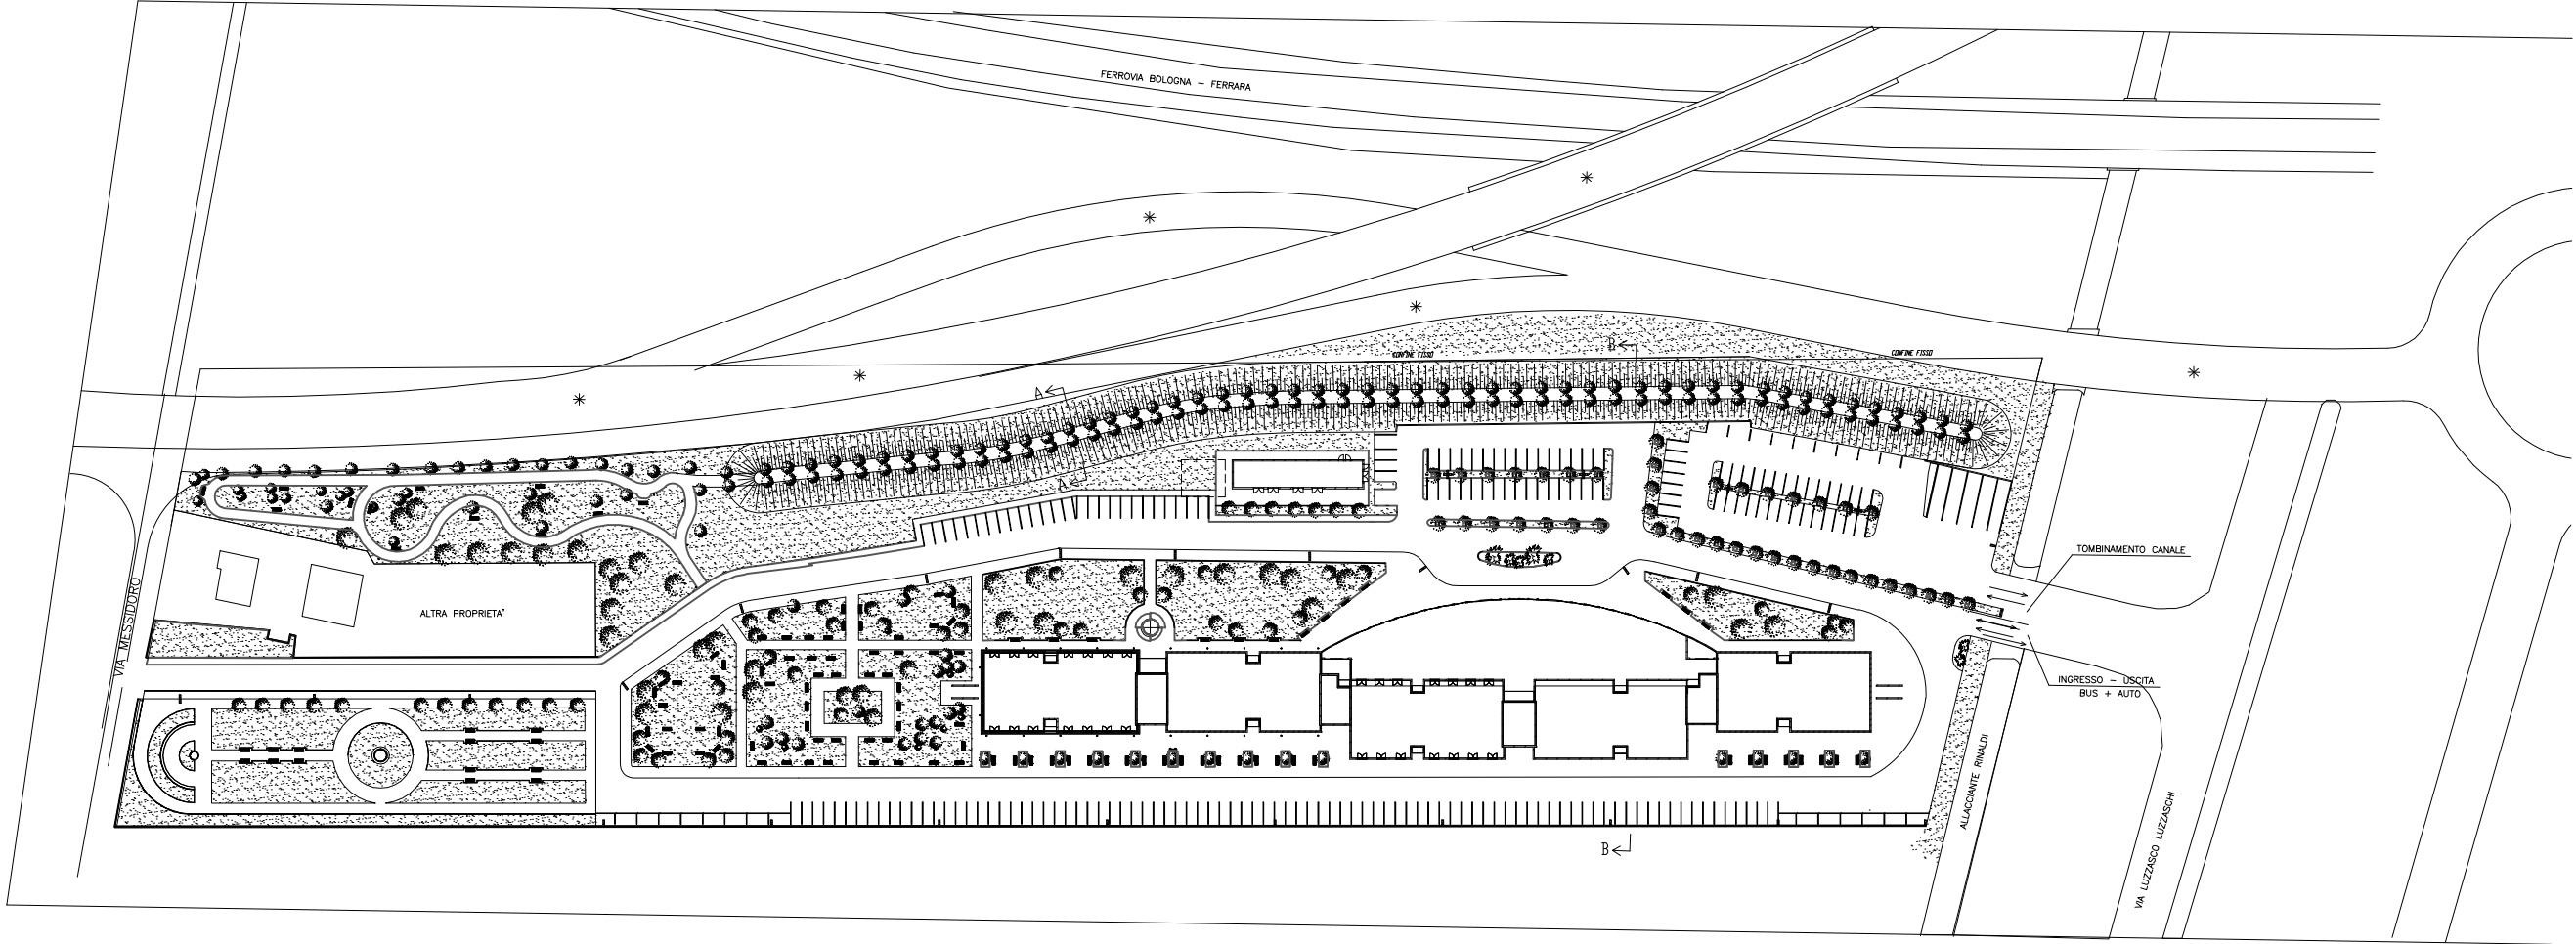 FERROVIA BOLOGNA - FERRARA
B
CONFINE FISSO
CONFINE FISSO
A
A
TOMBINAMENTO CANALE
VIA MESSIDORO
ALTRA PROPRIETA'
INGRESSO - USCITA
BUS + AUTO
ALLACCIANTE RINALDI
VIA LUZZASCO LUZZASCHI
B